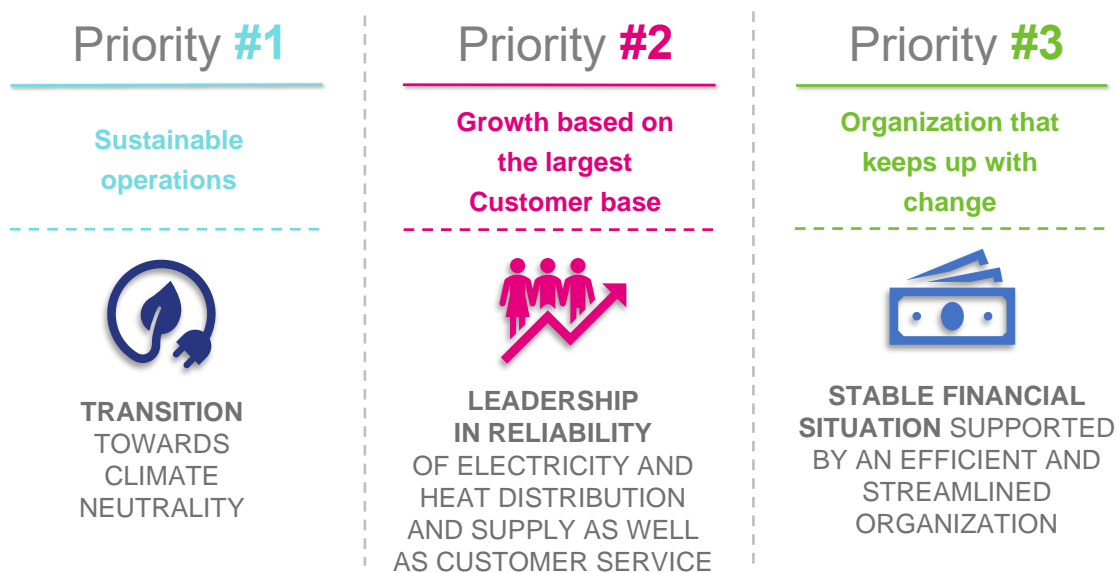 Priority #1
Sustainable
operations
TRANSITION
TOWARDS
CLIMATE
NEUTRALITY
Priority #2
Growth based on
the largest
Customer base
LEADERSHIP
IN RELIABILITY
OF ELECTRICITY AND
HEAT DISTRIBUTION
AND SUPPLY AS WELL
AS CUSTOMER SERVICE
Priority #3
Organization that
keeps up with
change
STABLE FINANCIAL
SITUATION SUPPORTED
BY AN EFFICIENT AND
STREAMLINED
ORGANIZATION